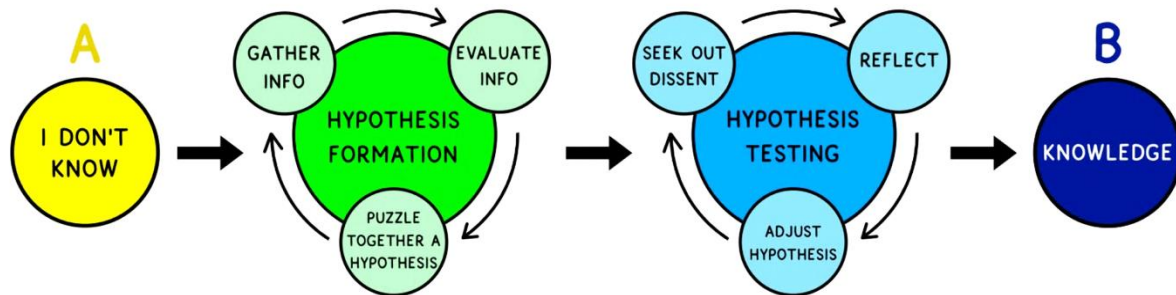 A
I DON'T
KNOW
GATHER
INFO
EVALUATE
INFO
HYPOTHESIS
FORMATION
PUZZLE
TOGETHER A
HYPOTHESIS
SEEK OUT
DISSENT
REFLECT
HYPOTHESIS
TESTING
ADJUST
HYPOTHESIS
B
KNOWLEDGE